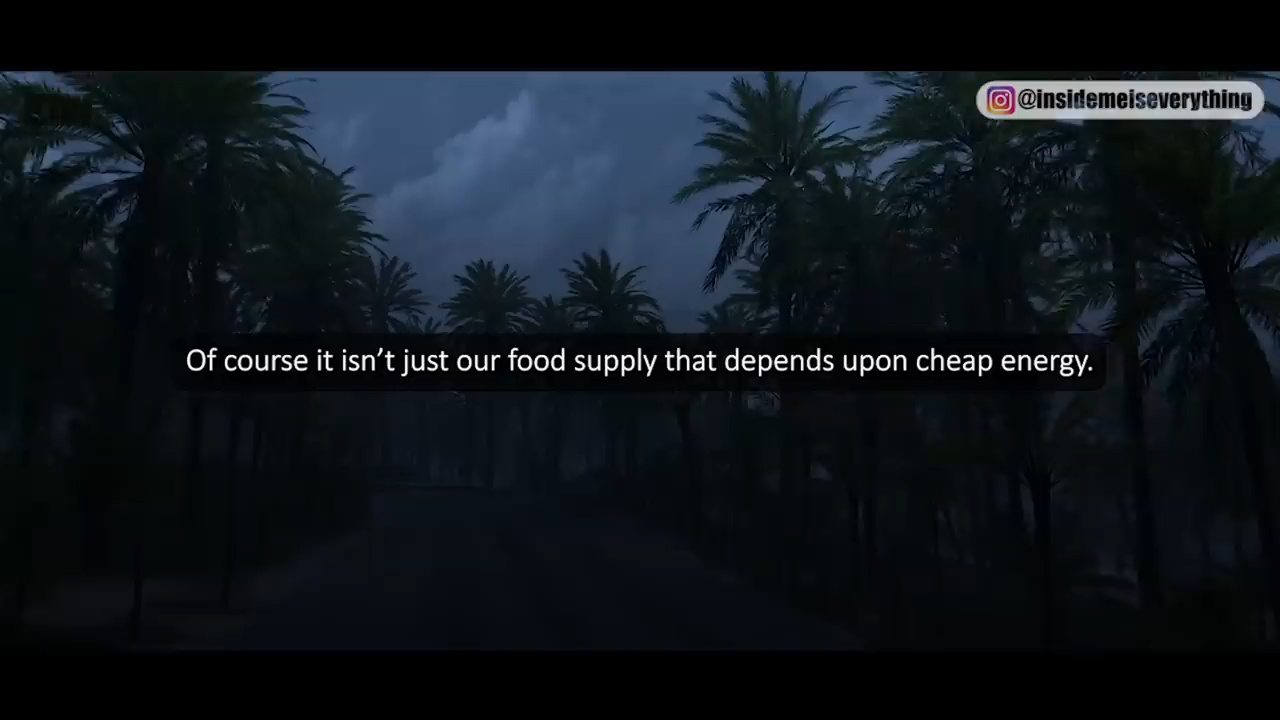 @insidemeiseverything
Of course it isn’t just our food supply that depends upon cheap energy.